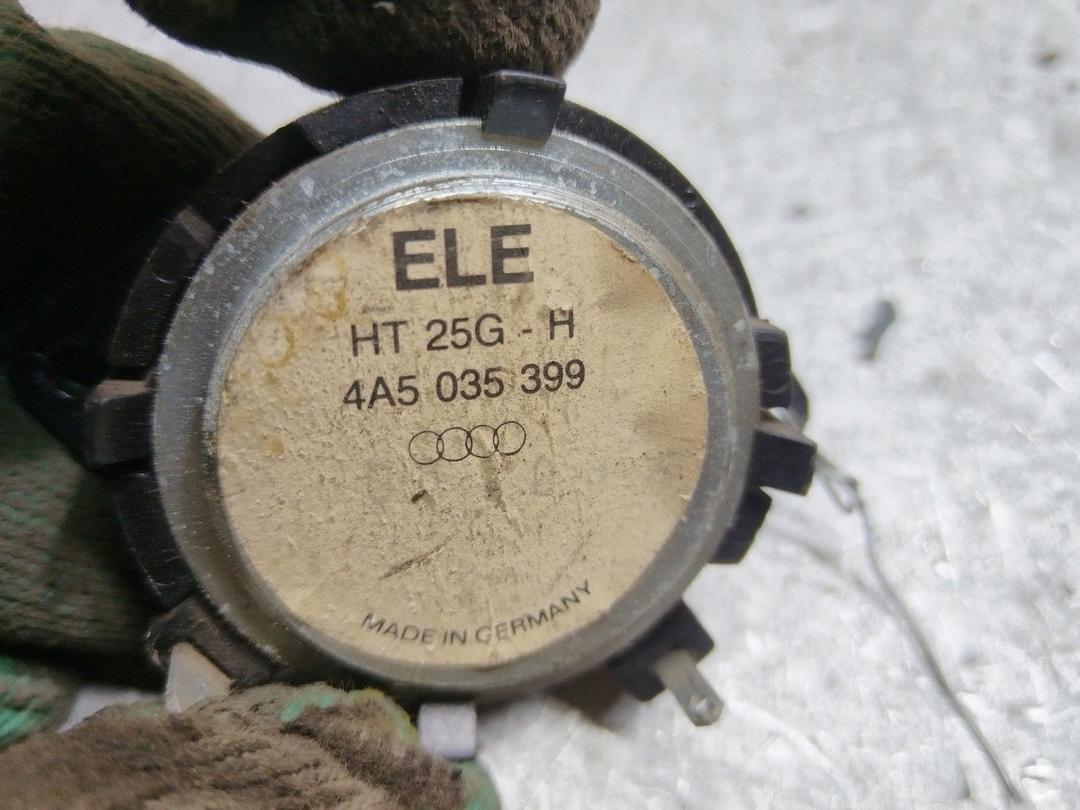 ELE
HT 25G - H
4A5 035 399
MADE IN GERMANY